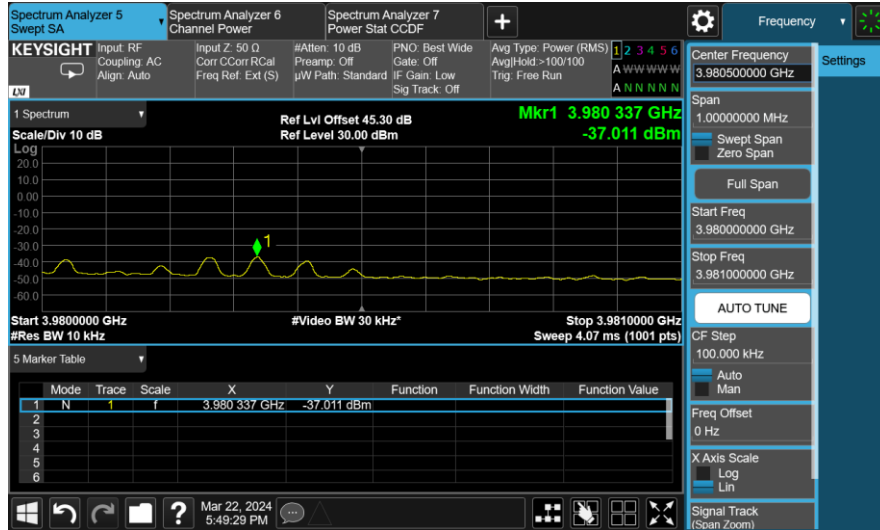 Spectrum Analyzer 5
Swept SA
Spectrum Analyzer 6
Channel Power
Spectrum Analyzer 7
Power Stat CCDF
+
Frequency
KEYSIGHT
LXI
Input: RF
Coupling: AC
Align: Auto
Input Z: 50 Ω
Corr CCorr RCal
Freq Ref: Ext (S)
#Atten: 10 dB
Preamp: Off
µW Path: Standard
PNO: Best Wide
Gate: Off
IF Gain: Low
Sig Track: Off
Avg Type: Power (RMS)
Avg|Hold:>100/100
Trig: Free Run
1 2 3 4 5 6
A W W W W W
A N N N N N
1 Spectrum
Scale/Div 10 dB
Ref Lvl Offset 45.30 dB
Ref Level 30.00 dBm
Mkr1 3.980 337 GHz
-37.011 dBm
Log
20.0
10.0
0.00
-10.0
-20.0
-30.0
-40.0
-50.0
-60.0
1
Start 3.9800000 GHz
#Res BW 10 kHz
#Video BW 30 kHz*
Stop 3.9810000 GHz
Sweep 4.07 ms (1001 pts)
5 Marker Table
Mode Trace Scale X Y Function Function Width Function Value
1 N 1 f 3.980 337 GHz -37.011 dBm
2
3
4
5
6
Center Frequency
3.980500000 GHz
Span
1.00000000 MHz
Swept Span
Zero Span
Full Span
Start Freq
3.980000000 GHz
Stop Freq
3.981000000 GHz
AUTO TUNE
CF Step
100.000 kHz
Auto
Man
Freq Offset
0 Hz
X Axis Scale
Log
Lin
Signal Track
(Span Zoom)
Settings
?
Mar 22, 2024
5:49:29 PM